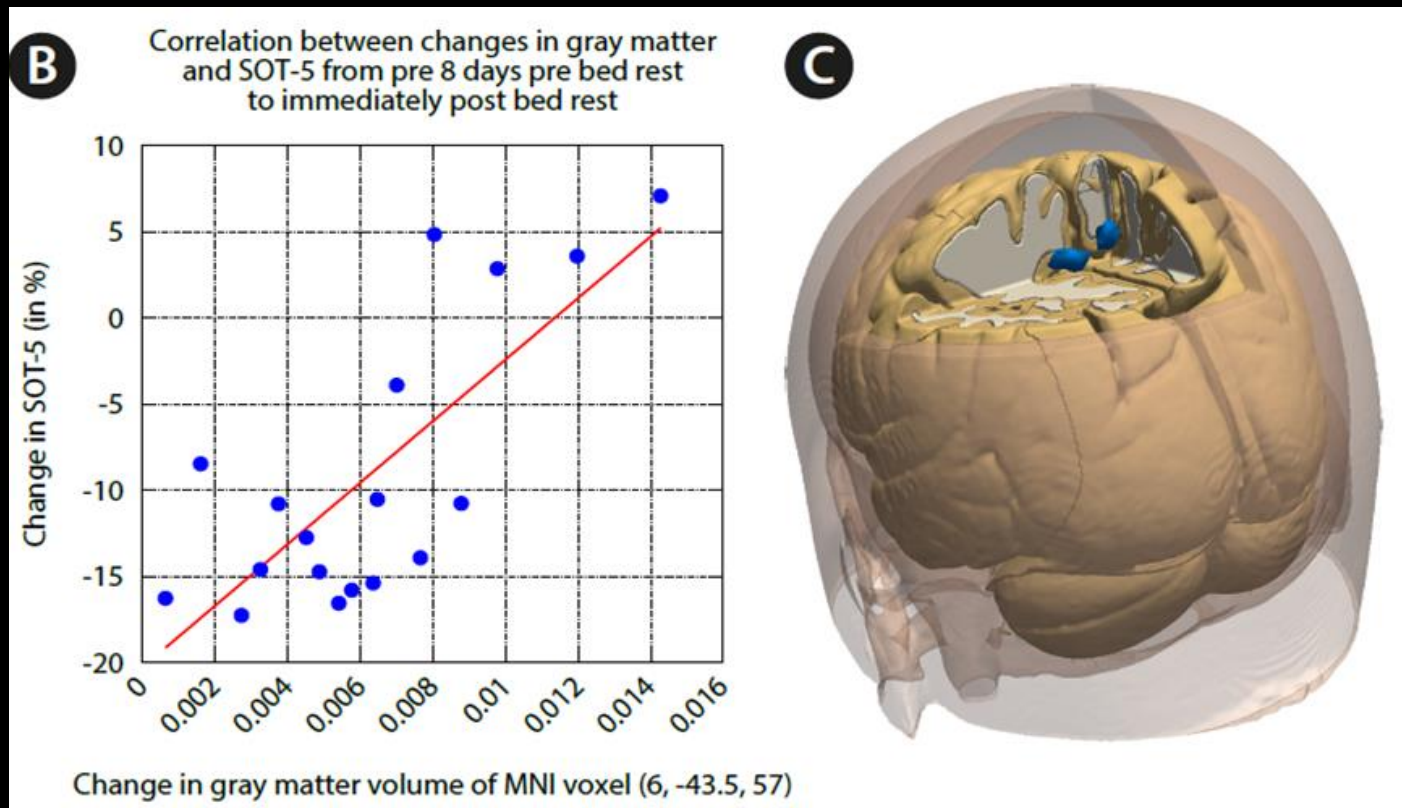 B
Correlation between changes in gray matter
and SOT-5 from pre 8 days pre bed rest
to immediately post bed rest
C
Change in SOT-5 (in %)
10
5
0
-5
-10
-15
-20
0
0.002
0.004
0.006
0.008
0.01
0.012
0.014
0.016
Change in gray matter volume of MNI voxel (6, -43.5, 57)